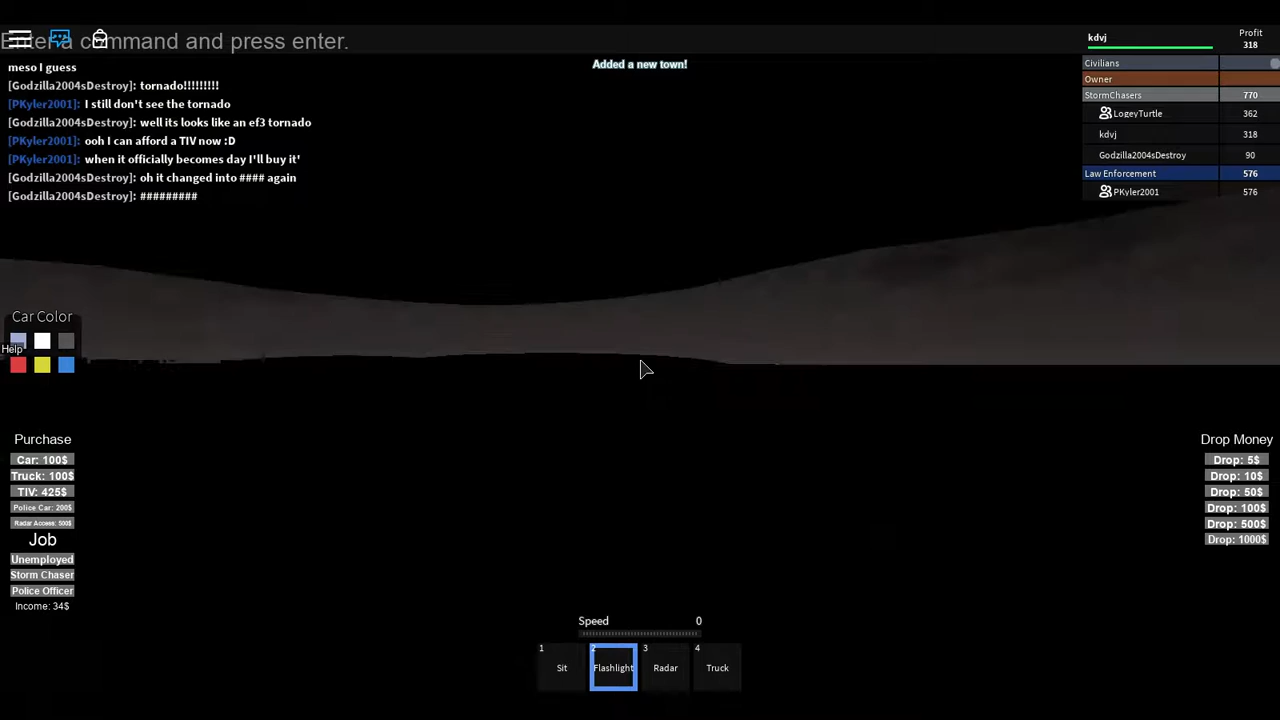 Enter a command and press enter.
meso I guess
[Godzilla2004sDestroy]: tornado!!!!!!!!!
[PKyler2001]: I still don't see the tornado
[Godzilla2004sDestroy]: well its looks like an ef3 tornado
[PKyler2001]: ooh I can afford a TIV now :D
[PKyler2001]: when it officially becomes day I'll buy it'
[Godzilla2004sDestroy]: oh it changed into #### again
[Godzilla2004sDestroy]: #########
Added a new town!
kdvj
Profit
318
Civilians
Owner
StormChasers 770
LogeyTurtle 362
kdvj 318
Godzilla2004sDestroy 90
Law Enforcement 576
PKyler2001 576
Car Color
Help
Purchase
Car: 100$
Truck: 100$
TIV: 425$
Police Car: 200$
Radar Access: 500$
Job
Unemployed
Storm Chaser
Police Officer
Income: 34$
Drop Money
Drop: 5$
Drop: 10$
Drop: 50$
Drop: 100$
Drop: 500$
Drop: 1000$
Speed 0
1 2 3 4
Sit Flashlight Radar Truck